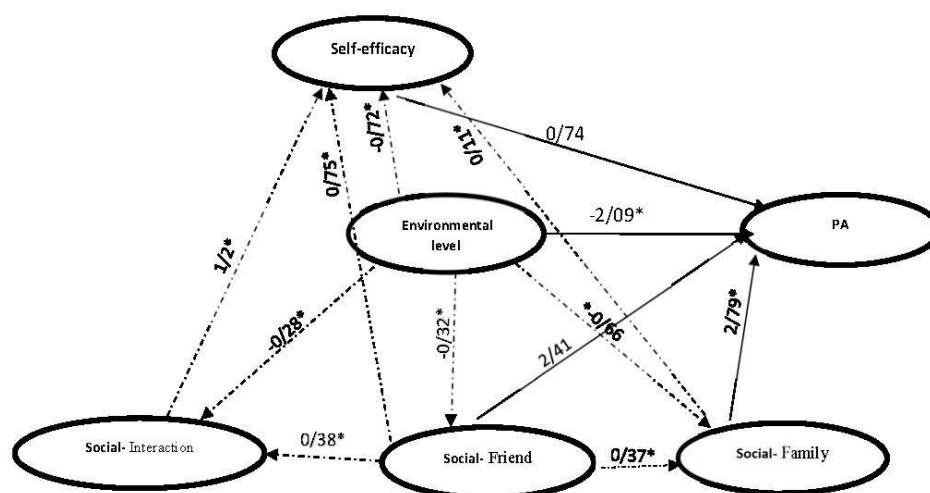 Self-efficacy
-0/72*
0/11*
0/74
0/75*
Environmental
level
-2/09*
PA
1/2*
-0/28*
-0/32*
2/41
*-0/66
2/79*
Social- Interaction
0/38*
Social- Friend
0/37*
Social- Family